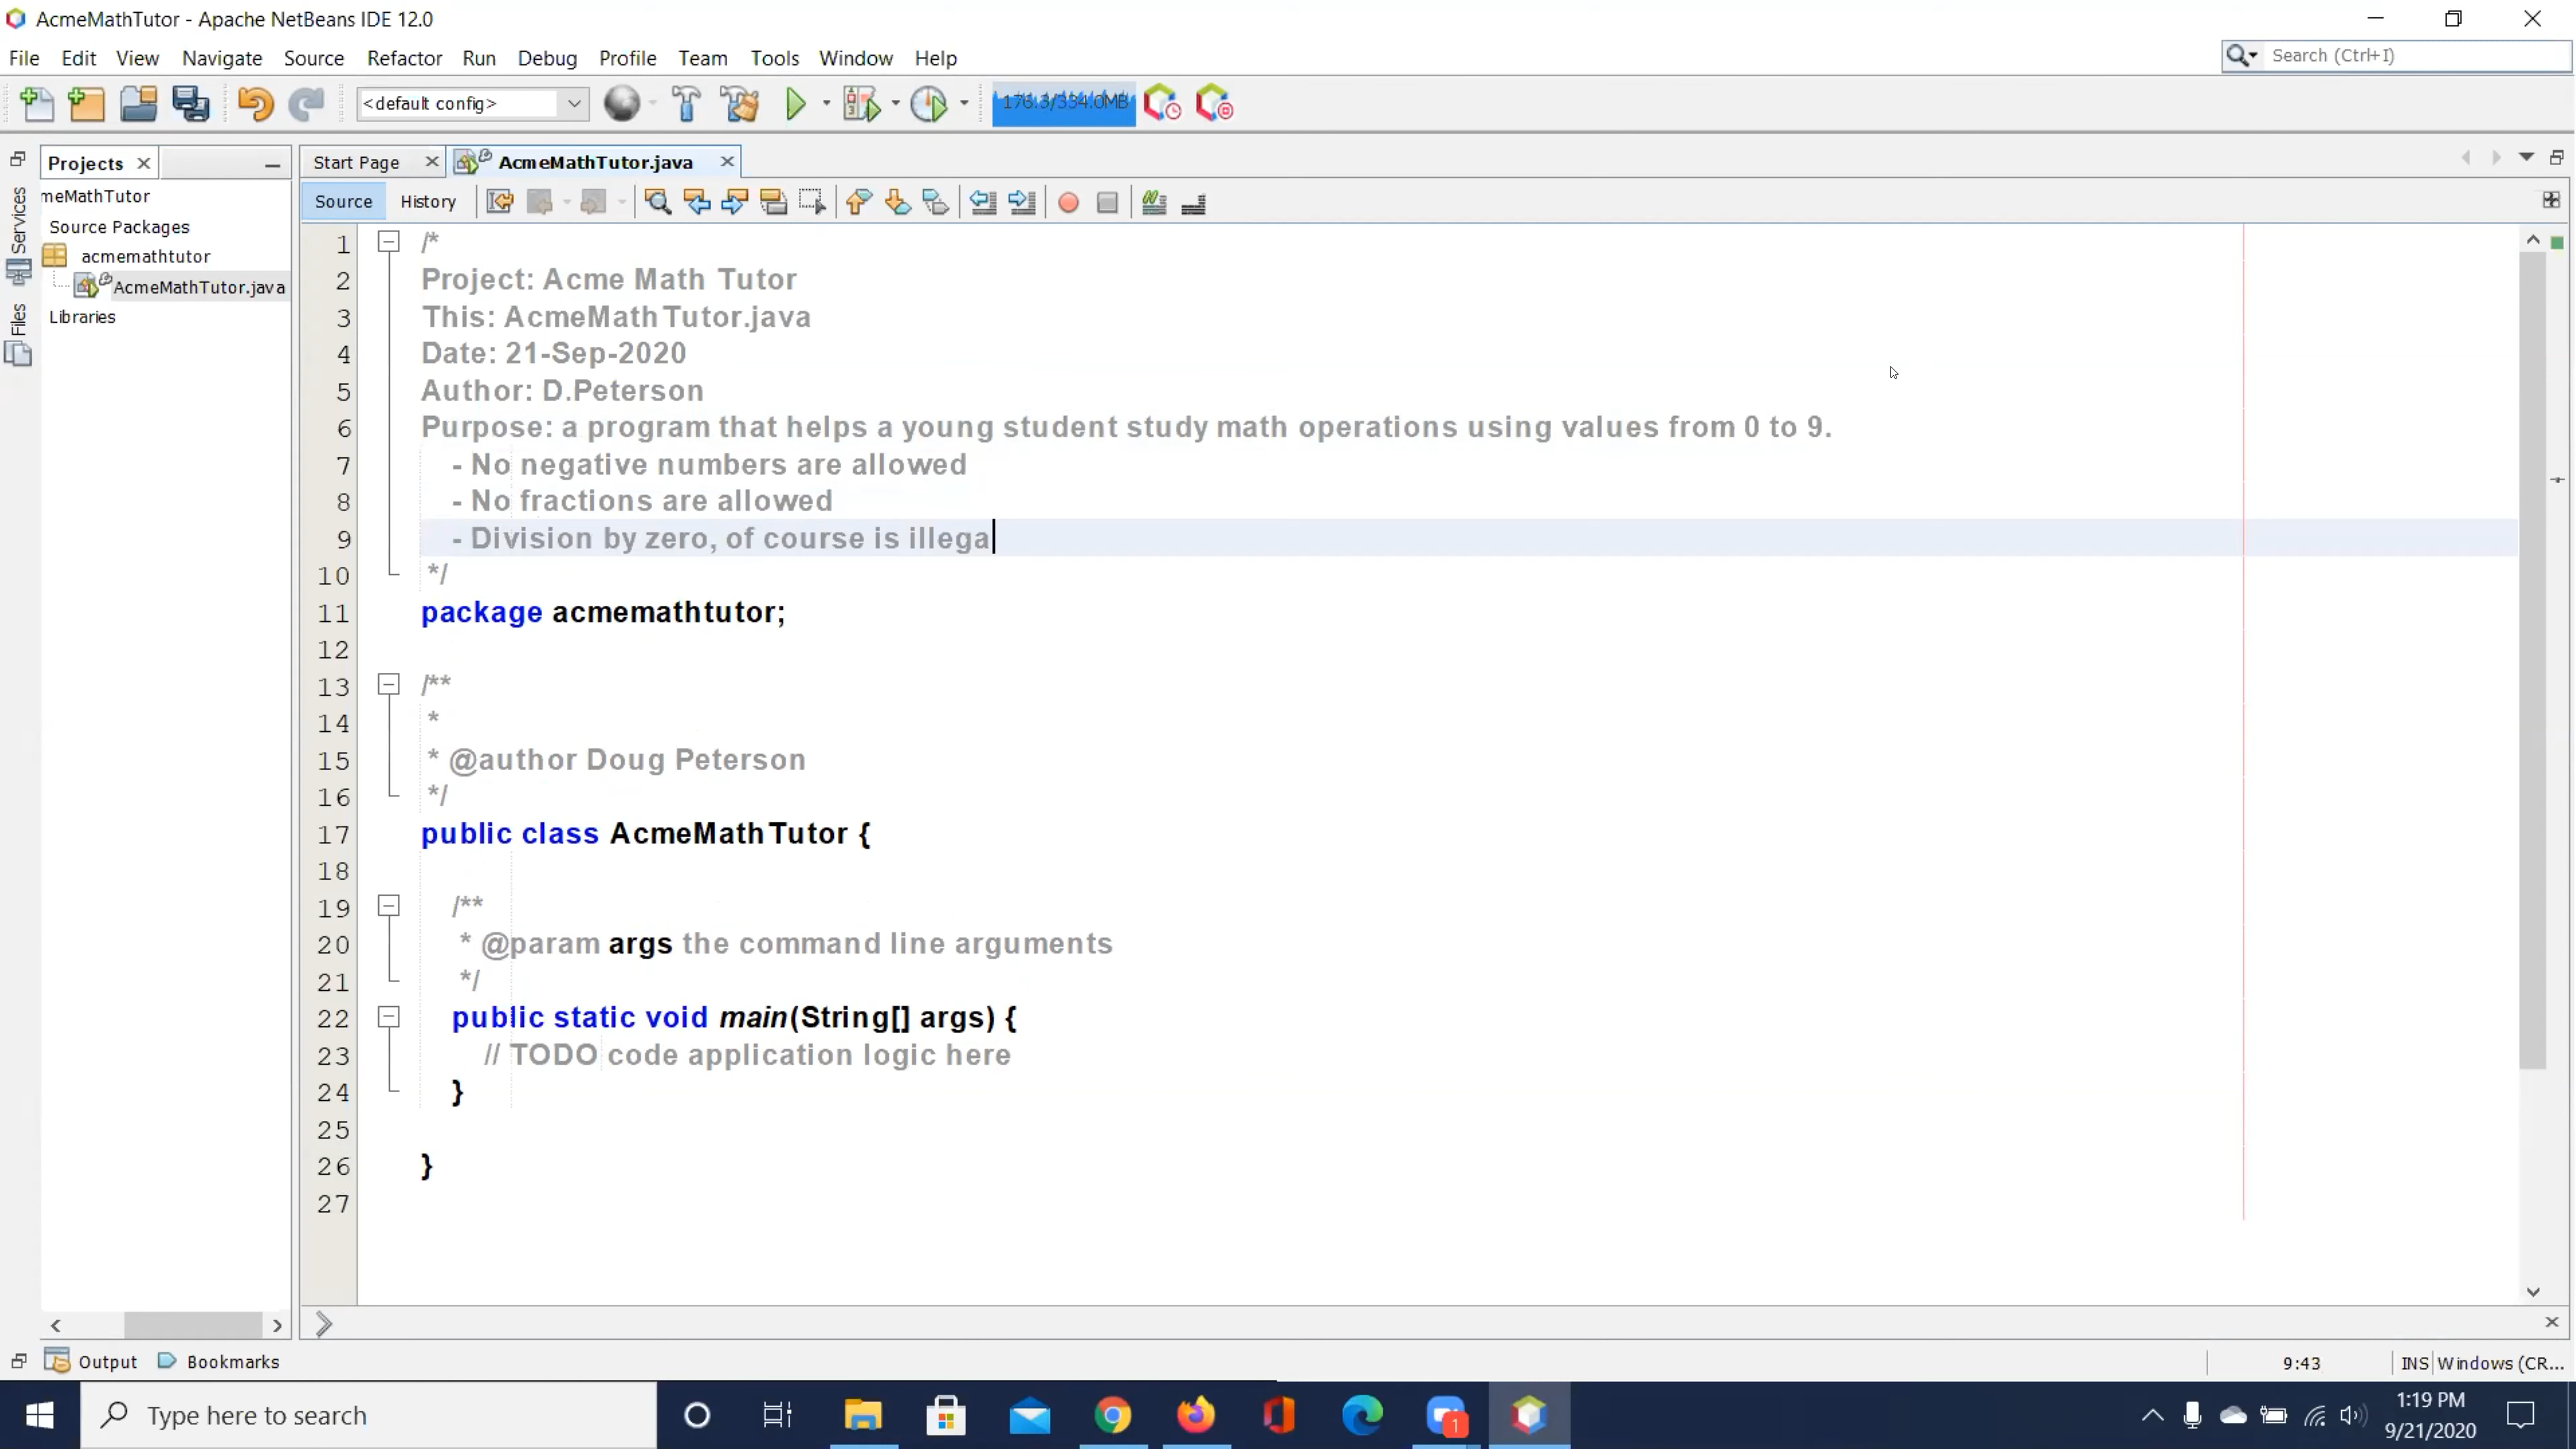 AcmeMathTutor - Apache NetBeans IDE 12.0
File Edit View Navigate Source Refactor Run Debug Profile Team Tools Window Help
Search (Ctrl+I)
<default config>
176.3/334.0MB
Projects
Start Page
AcmeMathTutor.java
Services
Files
meMathTutor
Source Packages
acmemathtutor
AcmeMathTutor.java
Libraries
Source History
1 /*
2 Project: Acme Math Tutor
3 This: AcmeMathTutor.java
4 Date: 21-Sep-2020
5 Author: D.Peterson
6 Purpose: a program that helps a young student study math operations using values from 0 to 9.
7 - No negative numbers are allowed
8 - No fractions are allowed
9 - Division by zero, of course is illega
10 */
11 package acmemathtutor;
12
13 /**
14 *
15 * @author Doug Peterson
16 */
17 public class AcmeMathTutor {
18
19 /**
20 * @param args the command line arguments
21 */
22 public static void main(String[] args) {
23 // TODO code application logic here
24 }
25
26 }
27
Output Bookmarks
9:43
INS Windows (CR...
Type here to search
1
1:19 PM
9/21/2020